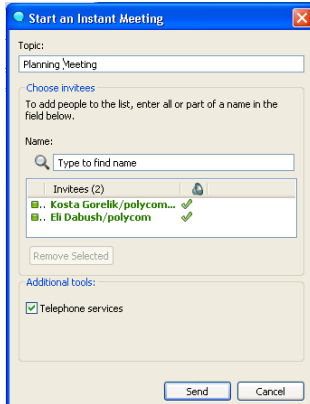 Start an Instant Meeting
Topic:
Planning Meeting
Choose invitees
To add people to the list, enter all or part of a name in the
field below.
Name:
Type to find name
Invitees (2)
Kosta Gorelik/polycom...
Eli Dabush/polycom
Remove Selected
Additional tools:
Telephone services
Send
Cancel